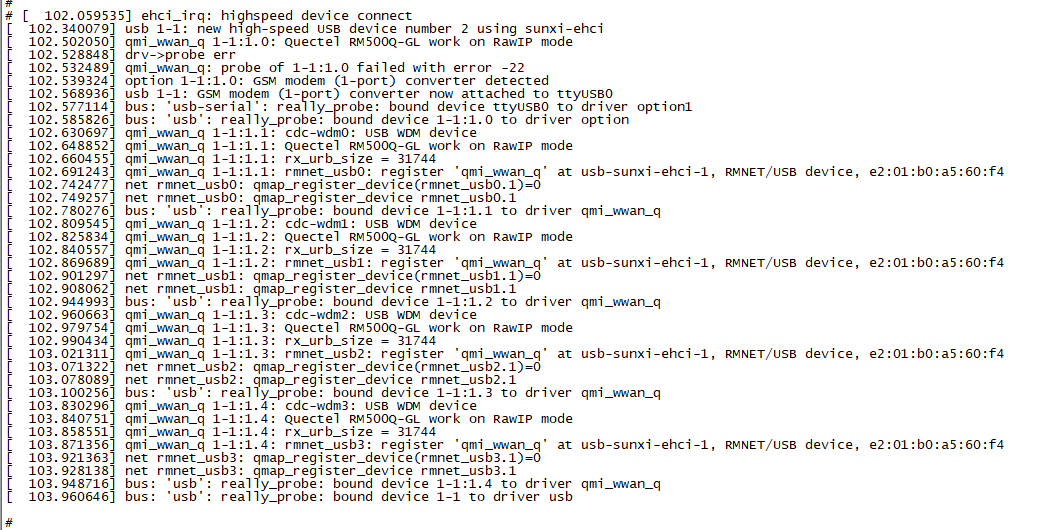 #
# [  102.059535] ehci_irq: highspeed device connect
[  102.340079] usb 1-1: new high-speed USB device number 2 using sunxi-ehci
[  102.502050] qmi_wwan_q 1-1:1.0: Quectel RM500Q-GL work on RawIP mode
[  102.528848] drv->probe err
[  102.532489] qmi_wwan_q: probe of 1-1:1.0 failed with error -22
[  102.539324] option 1-1:1.0: GSM modem (1-port) converter detected
[  102.568936] usb 1-1: GSM modem (1-port) converter now attached to ttyUSB0
[  102.577114] bus: 'usb-serial': really_probe: bound device ttyUSB0 to driver option1
[  102.585826] bus: 'usb': really_probe: bound device 1-1:1.0 to driver option
[  102.630697] qmi_wwan_q 1-1:1.1: cdc-wdm0: USB WDM device
[  102.648852] qmi_wwan_q 1-1:1.1: Quectel RM500Q-GL work on RawIP mode
[  102.660455] qmi_wwan_q 1-1:1.1: rx_urb_size = 31744
[  102.691243] qmi_wwan_q 1-1:1.1: rmnet_usb0: register 'qmi_wwan_q' at usb-sunxi-ehci-1, RMNET/USB device, e2:01:b0:a5:60:f4
[  102.742477] net rmnet_usb0: qmap_register_device(rmnet_usb0.1)=0
[  102.749257] net rmnet_usb0: qmap_register_device rmnet_usb0.1
[  102.780276] bus: 'usb': really_probe: bound device 1-1:1.1 to driver qmi_wwan_q
[  102.809545] qmi_wwan_q 1-1:1.2: cdc-wdm1: USB WDM device
[  102.825834] qmi_wwan_q 1-1:1.2: Quectel RM500Q-GL work on RawIP mode
[  102.840557] qmi_wwan_q 1-1:1.2: rx_urb_size = 31744
[  102.869689] qmi_wwan_q 1-1:1.2: rmnet_usb1: register 'qmi_wwan_q' at usb-sunxi-ehci-1, RMNET/USB device, e2:01:b0:a5:60:f4
[  102.901297] net rmnet_usb1: qmap_register_device(rmnet_usb1.1)=0
[  102.908062] net rmnet_usb1: qmap_register_device rmnet_usb1.1
[  102.944993] bus: 'usb': really_probe: bound device 1-1:1.2 to driver qmi_wwan_q
[  102.960663] qmi_wwan_q 1-1:1.3: cdc-wdm2: USB WDM device
[  102.979754] qmi_wwan_q 1-1:1.3: Quectel RM500Q-GL work on RawIP mode
[  102.990434] qmi_wwan_q 1-1:1.3: rx_urb_size = 31744
[  103.021311] qmi_wwan_q 1-1:1.3: rmnet_usb2: register 'qmi_wwan_q' at usb-sunxi-ehci-1, RMNET/USB device, e2:01:b0:a5:60:f4
[  103.071322] net rmnet_usb2: qmap_register_device(rmnet_usb2.1)=0
[  103.078089] net rmnet_usb2: qmap_register_device rmnet_usb2.1
[  103.100256] bus: 'usb': really_probe: bound device 1-1:1.3 to driver qmi_wwan_q
[  103.830296] qmi_wwan_q 1-1:1.4: cdc-wdm3: USB WDM device
[  103.840751] qmi_wwan_q 1-1:1.4: Quectel RM500Q-GL work on RawIP mode
[  103.858551] qmi_wwan_q 1-1:1.4: rx_urb_size = 31744
[  103.871356] qmi_wwan_q 1-1:1.4: rmnet_usb3: register 'qmi_wwan_q' at usb-sunxi-ehci-1, RMNET/USB device, e2:01:b0:a5:60:f4
[  103.921363] net rmnet_usb3: qmap_register_device(rmnet_usb3.1)=0
[  103.928138] net rmnet_usb3: qmap_register_device rmnet_usb3.1
[  103.948716] bus: 'usb': really_probe: bound device 1-1:1.4 to driver qmi_wwan_q
[  103.960646] bus: 'usb': really_probe: bound device 1-1 to driver usb
#